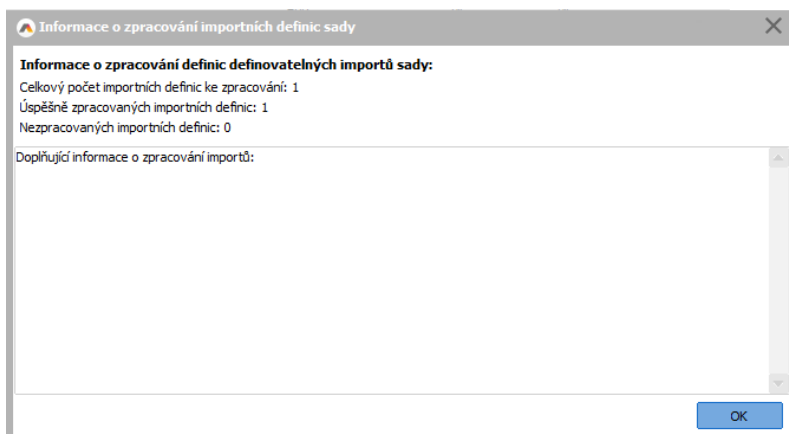 Informace o zpracování importních definic sady
Informace o zpracování definic definovatelných importů sady:
Celkový počet importních definic ke zpracování: 1
Úspěšně zpracovaných importních definic: 1
Nezpracovaných importních definic: 0
Doplňující informace o zpracování importů:
OK